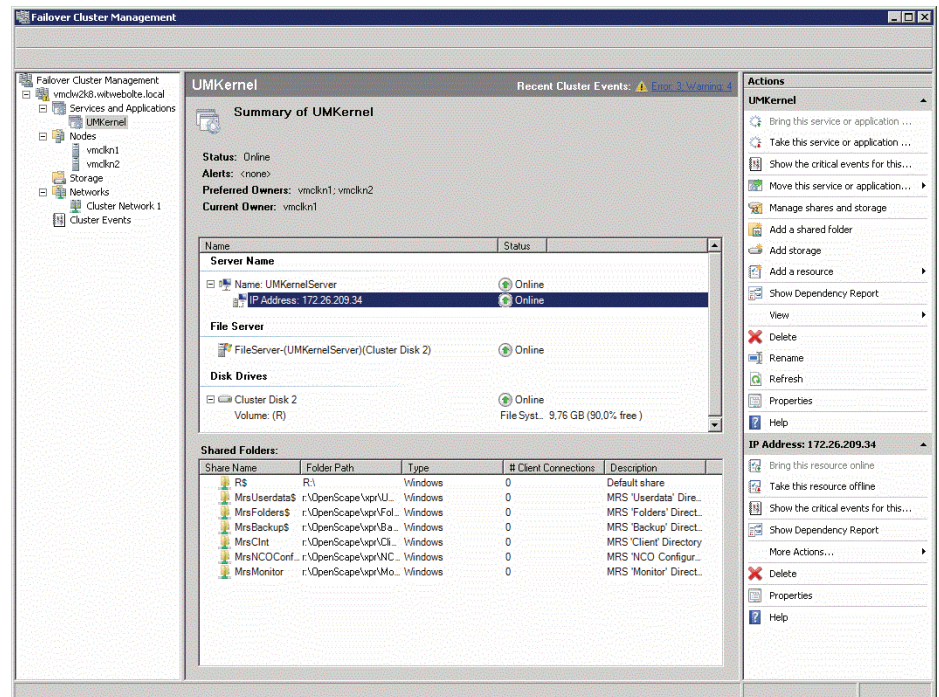 Failover Cluster Management
Failover Cluster Management
vmclw2k8.witwebolte.local
Services and Applications
UMKernel
Nodes
vmclkn1
vmclkn2
Storage
Networks
Cluster Network 1
Cluster Events
UMKernel
Recent Cluster Events: Error: 3, Warning: 4
Summary of UMKernel
Status: Online
Alerts: <none>
Preferred Owners: vmclkn1; vmclkn2
Current Owner: vmclkn1
Name Status
Server Name
Name: UMKernelServer Online
IP Address: 172.26.209.34 Online
File Server
FileServer-(UMKernelServer)(Cluster Disk 2) Online
Disk Drives
Cluster Disk 2 Online
Volume: (R) File Syst.. 9,76 GB (90,0% free )
Shared Folders:
Share Name Folder Path Type # Client Connections Description
R$ R:\ Windows 0 Default share
MrsUserdata$ r:\OpenScape\xpr\U... Windows 0 MRS 'Userdata' Dire...
MrsFolders$ r:\OpenScape\xpr\Fol... Windows 0 MRS 'Folders' Direct...
MrsBackup$ r:\OpenScape\xpr\Ba... Windows 0 MRS 'Backup' Direct...
MrsClnt r:\OpenScape\xpr\Cli... Windows 0 MRS 'Client' Directory
MrsNCOConf... r:\OpenScape\xpr\NC... Windows 0 MRS 'NCO Configur...
MrsMonitor r:\OpenScape\xpr\Mo... Windows 0 MRS 'Monitor' Direct...
Actions
UMKernel
Bring this service or application ...
Take this service or application ...
Show the critical events for this...
Move this service or application...
Manage shares and storage
Add a shared folder
Add storage
Add a resource
Show Dependency Report
View
Delete
Rename
Refresh
Properties
Help
IP Address: 172.26.209.34
Bring this resource online
Take this resource offline
Show the critical events for this...
Show Dependency Report
More Actions...
Delete
Properties
Help